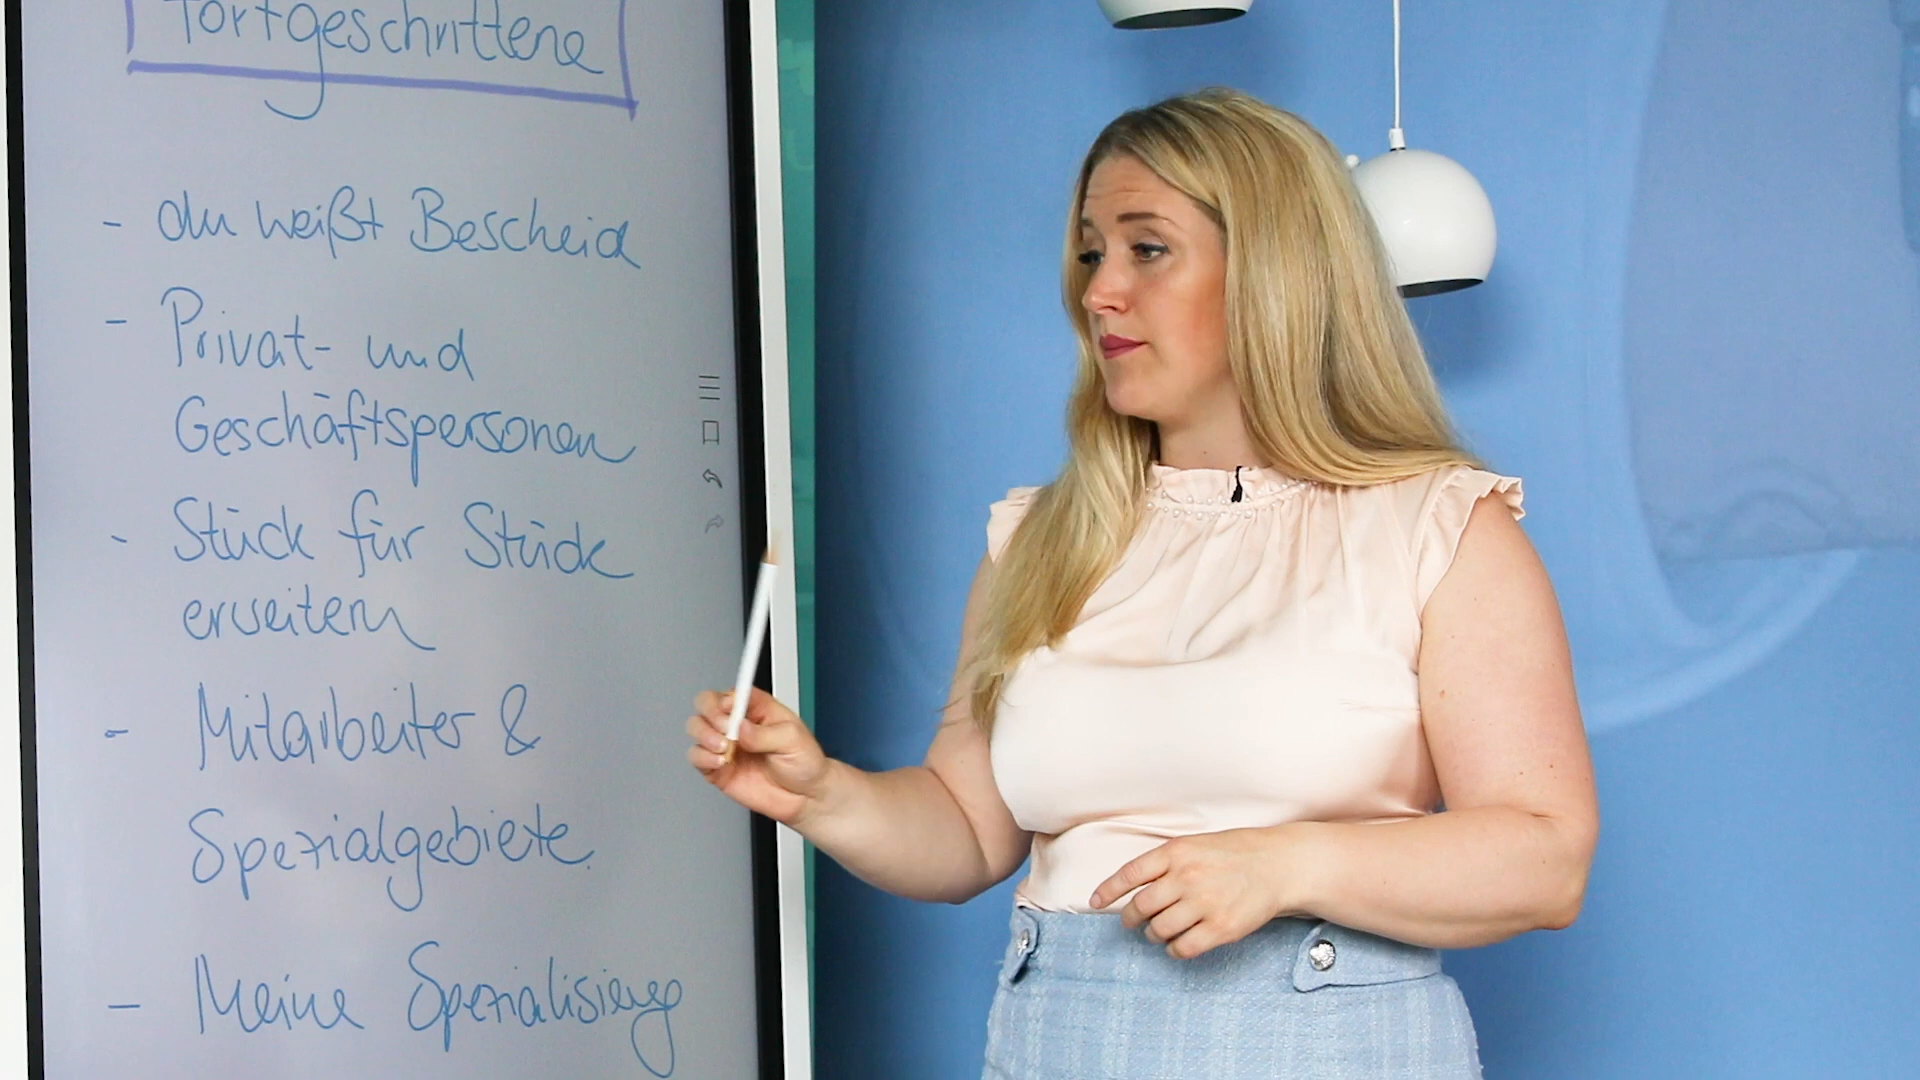 Fortgeschrittene
- du weißt Bescheid
- Privat- und
Geschäftspersonen
- Stück für Stück
erweitern
- Mitarbeiter &
Spezialgebiete.
- Meine Spezialisierung